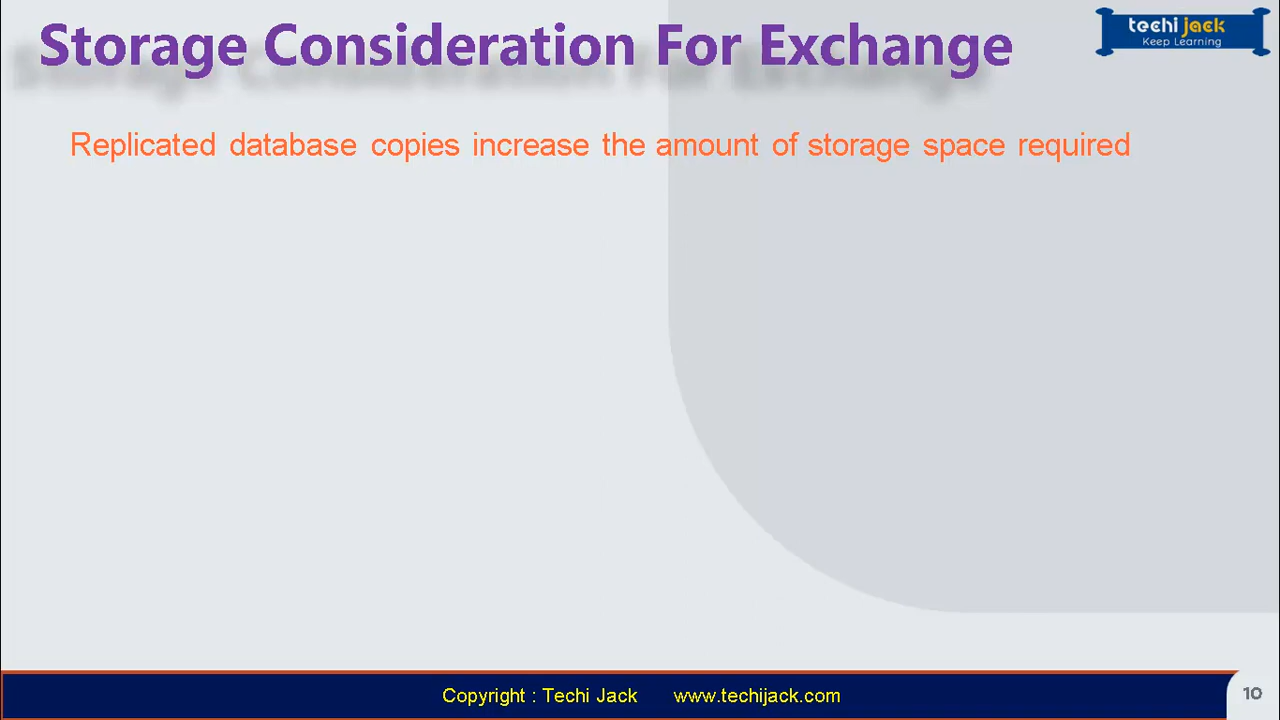 Storage Consideration For Exchange
techi jack
Keep Learning
Replicated database copies increase the amount of storage space required
Copyright : Techi Jack www.techijack.com
10